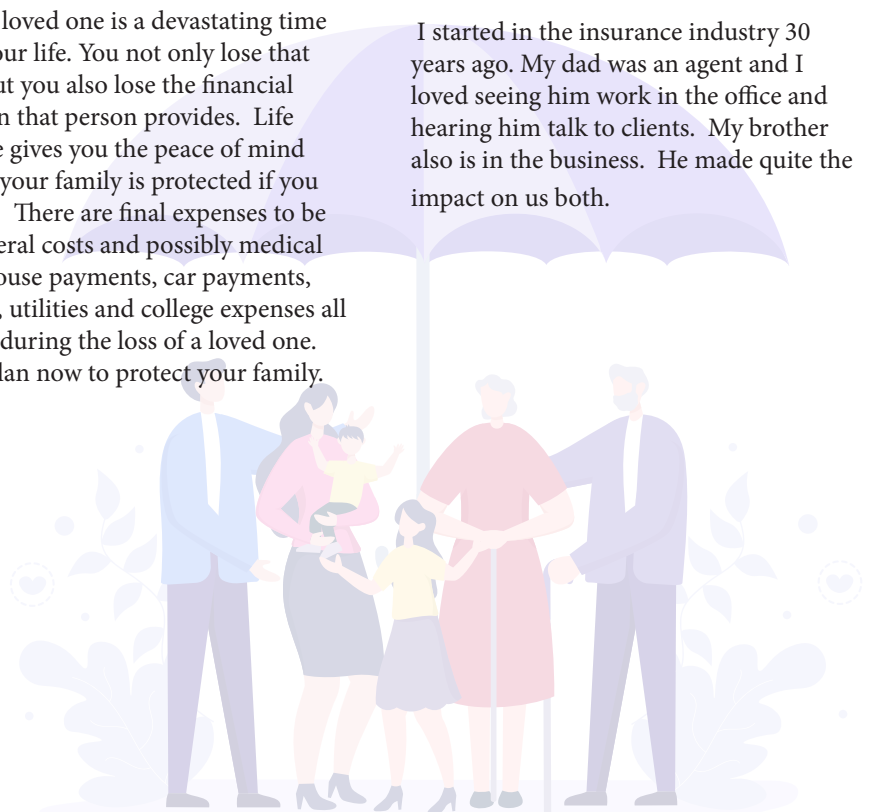 loved one is a devastating time
our life. You not only lose that
you also lose the financial
that person provides. Life
gives you the peace of mind
your family is protected if you
There are final expenses to be
costs and possibly medical
payments, car payments,
, utilities and college expenses all
during the loss of a loved one.
now to protect your family.
I started in the insurance industry 30
years ago. My dad was an agent and I
loved seeing him work in the office and
hearing him talk to clients. My brother
also is in the business. He made quite the
impact on us both.